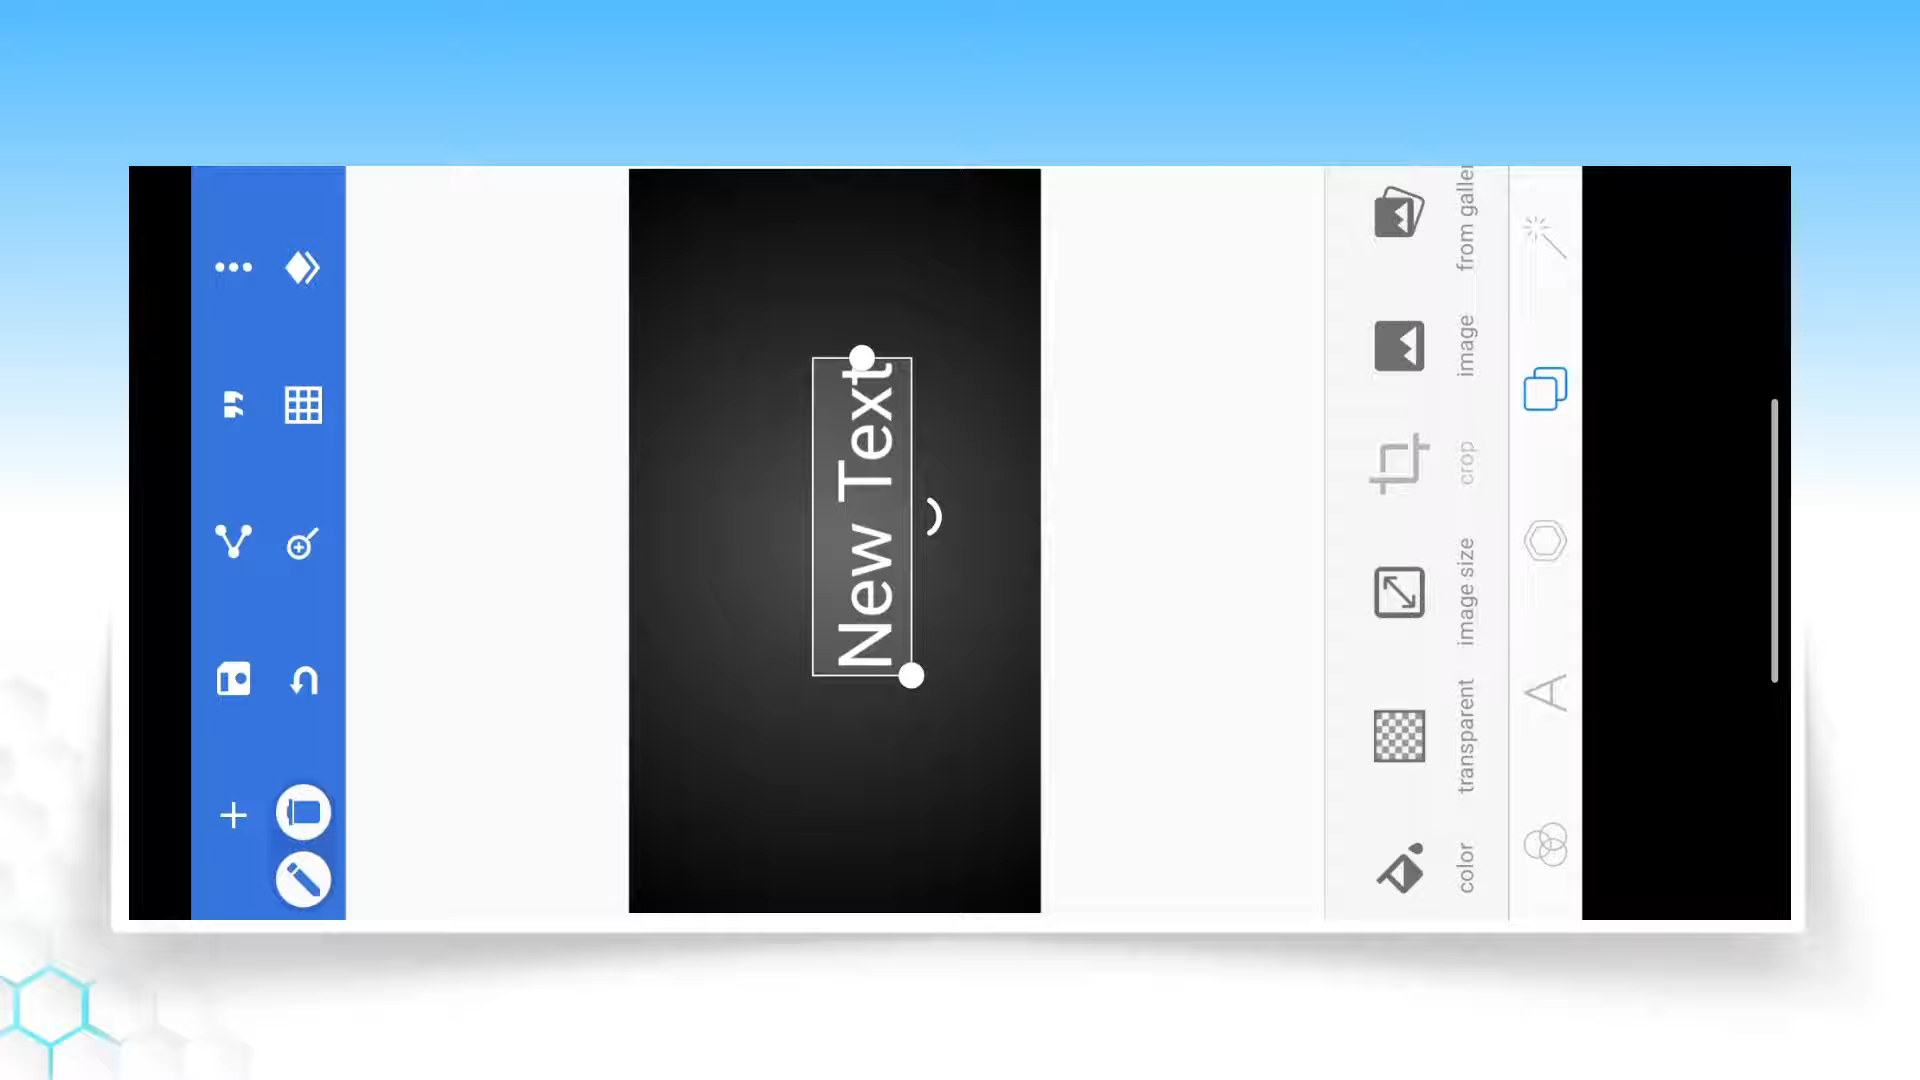 New Text
color
transparent
image size
crop
image
from galler